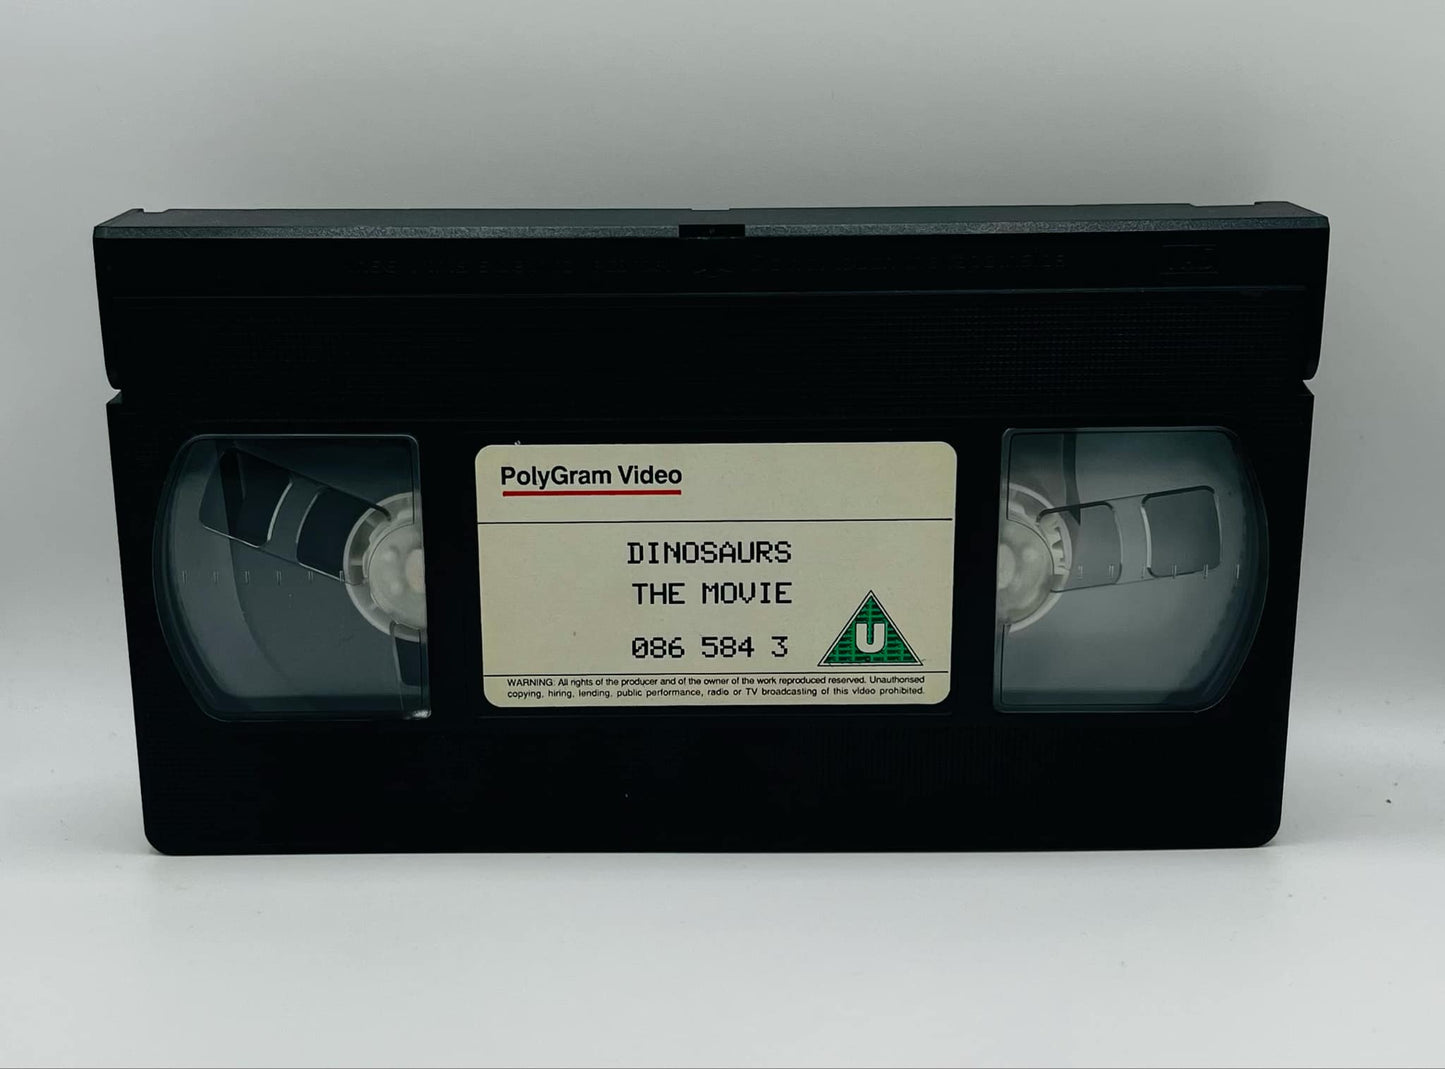 PolyGram Video
DINOSAURS
THE MOVIE
086 584 3
U
WARNING. All rights of the producer and of the owner of the work reproduced reserved. Unauthorised
copying, hiring, lending, public performance, radio or TV broadcasting of this video prohibited.